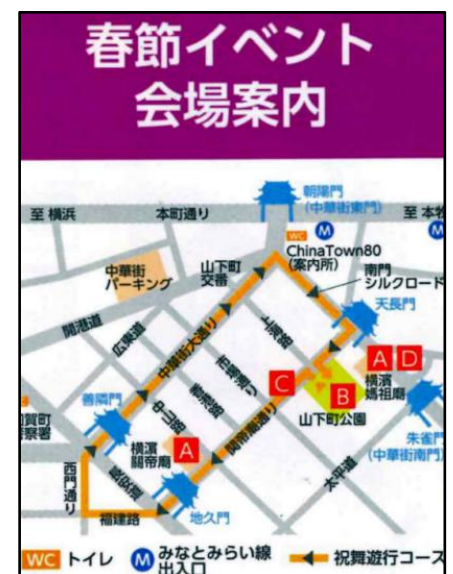 春節イベント
会場案内
朝陽門
(中華街東門)
至 横浜
本町通り
至 本牧
WC
M
M
ChinaTown80
(案内所)
中華街
パーキング
山下町
交番
南門
シルクロード
開港道
広東道
上海路
天長門
中華街大通り
市場通り
A D
C
横濱
媽祖廟
B
香港路
山下町公園
善隣門
中山路
関帝廟通り
朱雀門
(中華街南門)
賀町
察署
横濱
關帝廟
A
太平道
西門通り
長安道
地久門
福建路
WC トイレ
M みなとみらい線
出入口
祝舞遊行コース